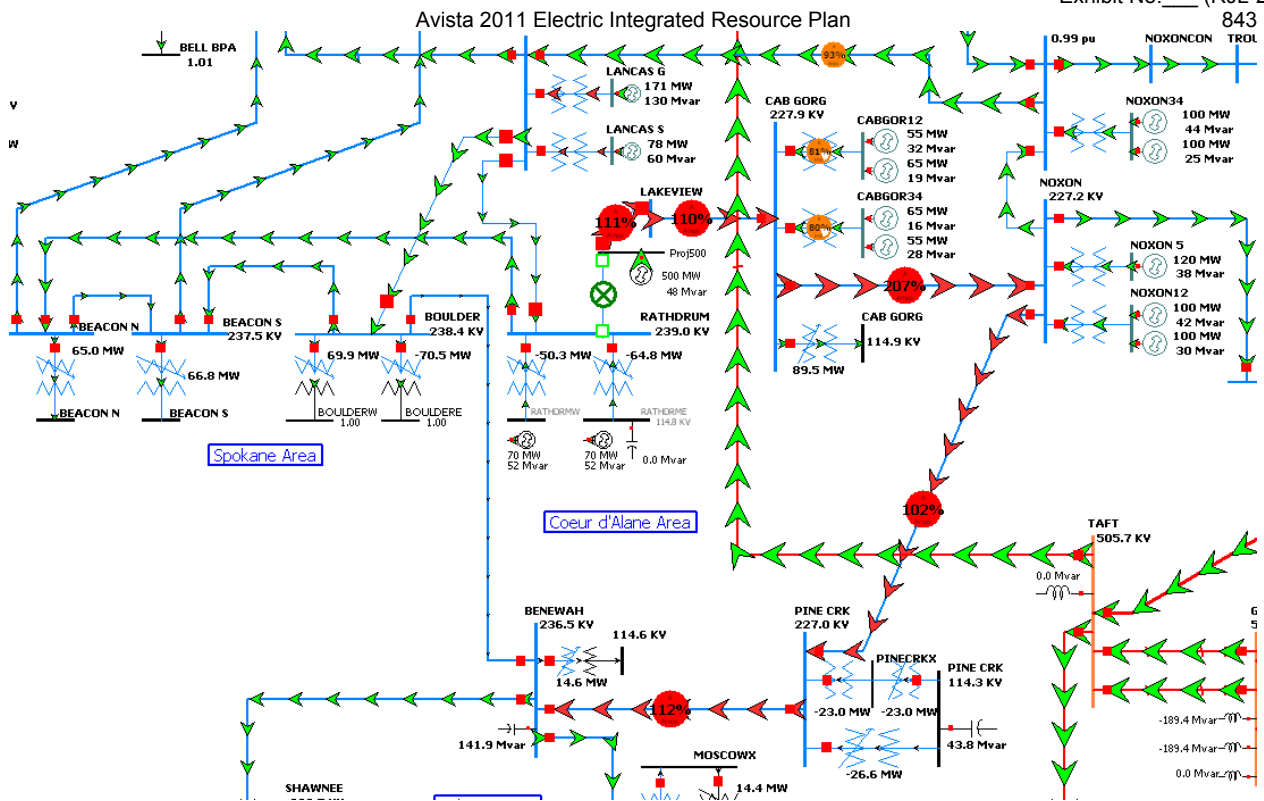 Avista 2011 Electric Integrated Resource Plan
843
BELL BPA
1.01
93%
0.99 pu
NOXONCON
LANCAS G
171 MW
130 Mvar
LANCAS S
78 MW
60 Mvar
CAB GORG
227.9 KV
CABGOR12
55 MW
32 Mvar
65 MW
19 Mvar
81%
CABGOR34
65 MW
16 Mvar
55 MW
28 Mvar
80%
NOXON34
100 MW
44 Mvar
100 MW
25 Mvar
NOXON
227.2 KV
NOXON 5
120 MW
38 Mvar
NOXON12
100 MW
42 Mvar
100 MW
30 Mvar
LAKEVIEW
111%
110%
Proj500
500 MW
48 Mvar
207%
CAB GORG
114.9 KV
89.5 MW
BEACON N
65.0 MW
BEACON S
237.5 KV
66.8 MW
BOULDER
238.4 KV
69.9 MW
-70.5 MW
RATHDRUM
239.0 KV
-50.3 MW
-64.8 MW
BEACON N
BEACON S
BOULDERW
1.00
BOULDERE
1.00
RATHDRMW
RATHDRME
114.8 KV
70 MW
52 Mvar
70 MW
52 Mvar
0.0 Mvar
Spokane Area
Coeur d'Alane Area
102%
TAFT
505.7 KV
0.0 Mvar
BENEWAH
236.5 KV
114.6 KV
14.6 MW
PINE CRK
227.0 KV
PINECRKX
PINE CRK
114.3 KV
-23.0 MW
-23.0 MW
112%
141.9 Mvar
43.8 Mvar
-26.6 MW
-189.4 Mvar
-189.4 Mvar
0.0 Mvar
MOSCOWX
14.4 MW
SHAWNEE